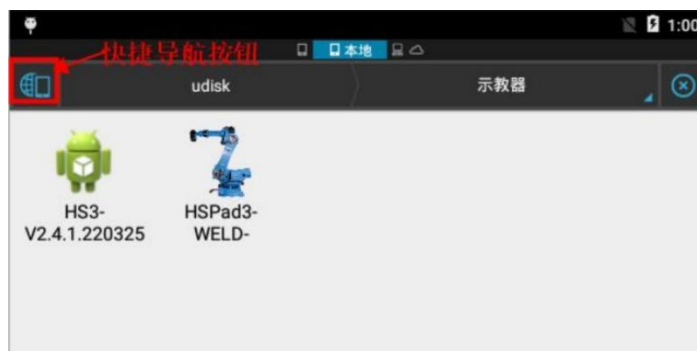 1:00
快捷导航按钮
本地
udisk
示教器
HS3-
V2.4.1.220325
HSPad3-
WELD-